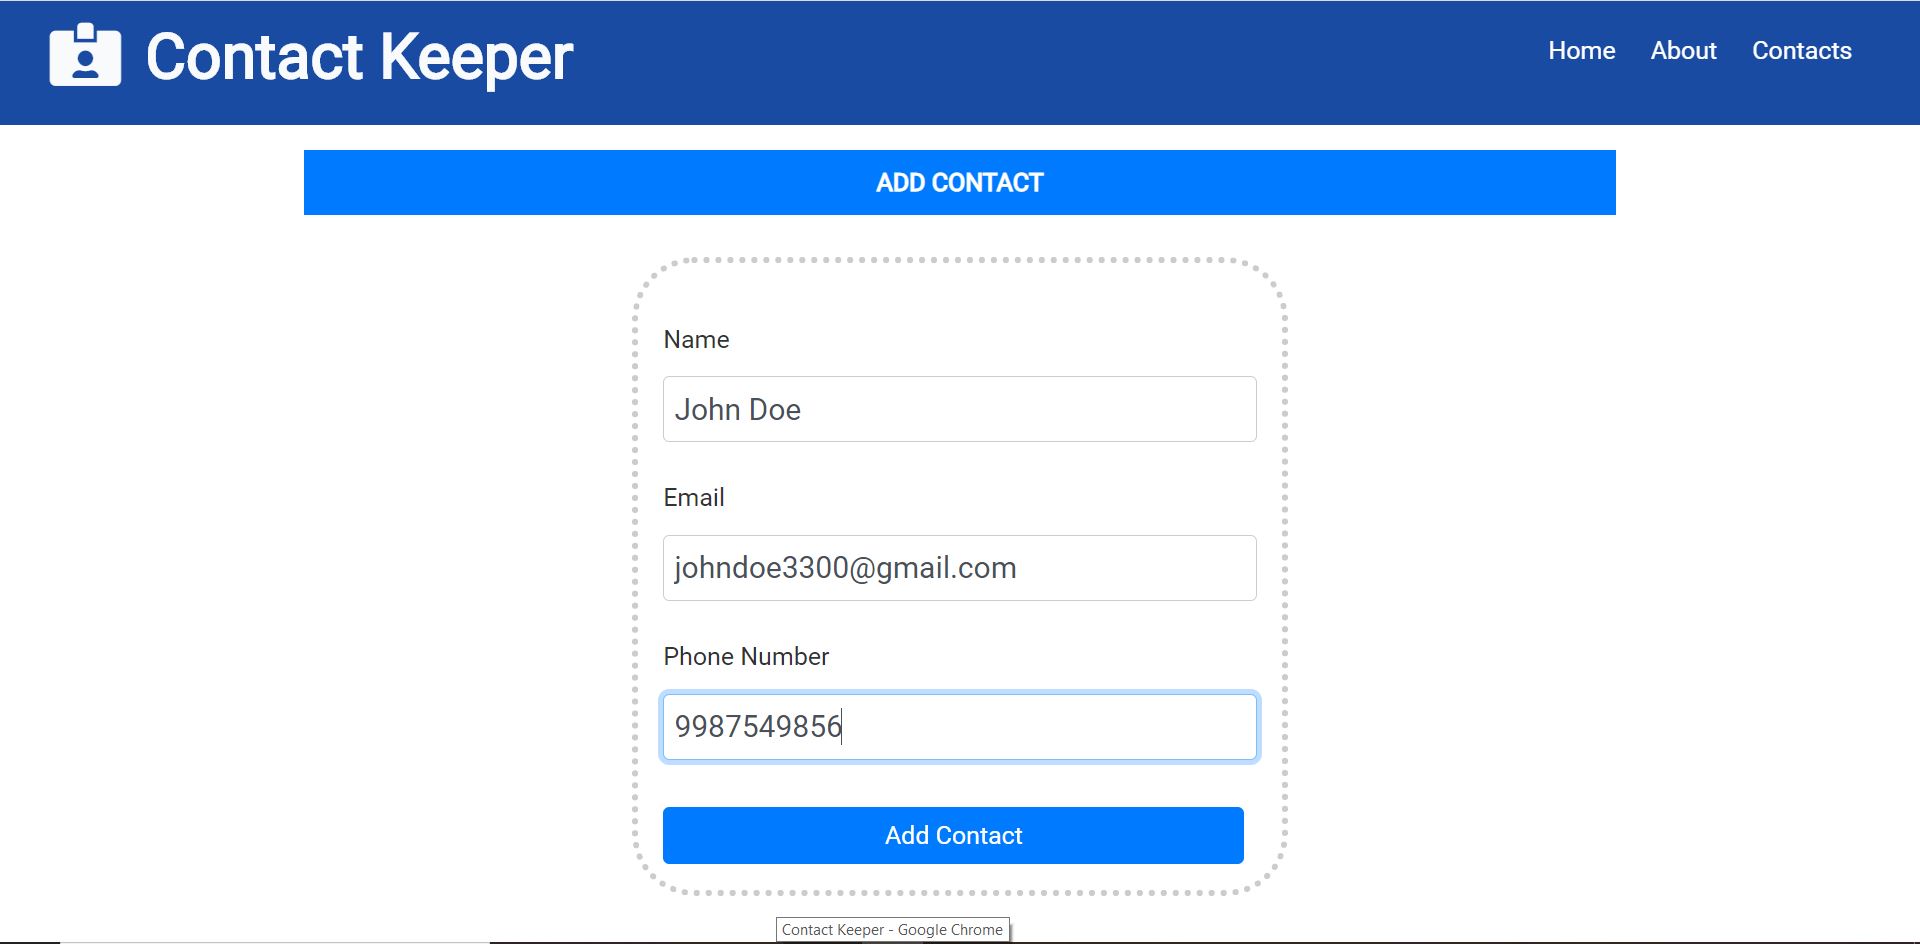 Contact Keeper
Home About Contacts
ADD CONTACT
Name
John Doe
Email
johndoe3300@gmail.com
Phone Number
9987549856
Add Contact
Contact Keeper - Google Chrome